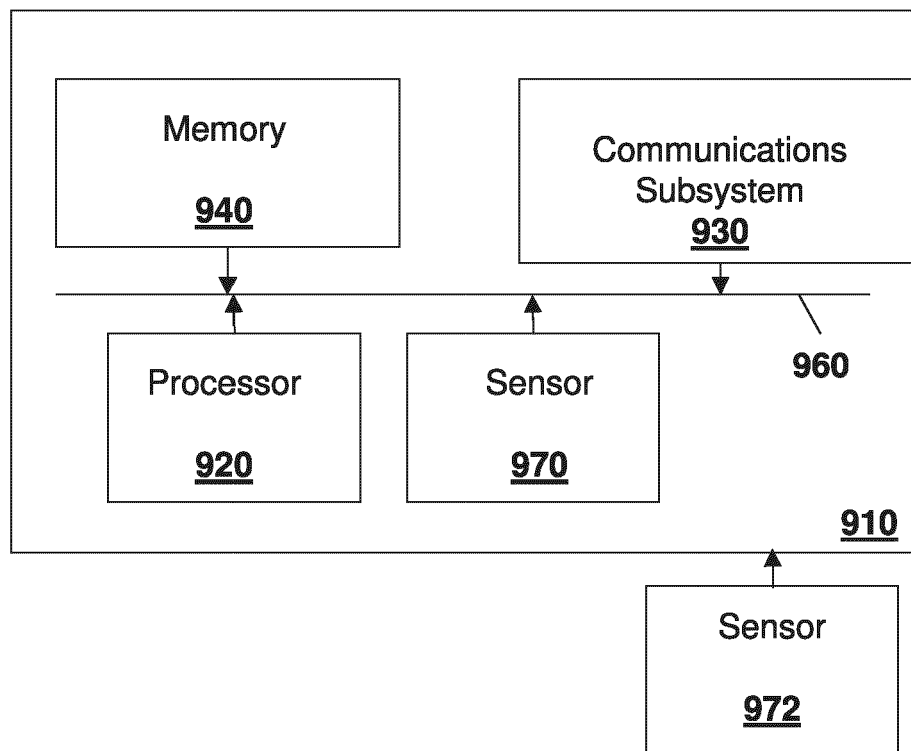 Memory
940
Communications
Subsystem
930
960
Processor
920
Sensor
970
910
Sensor
972